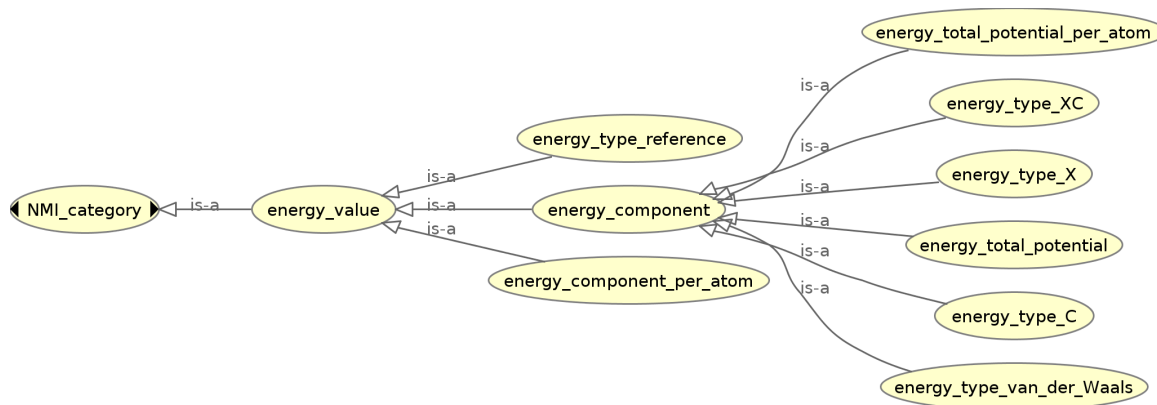 energy_total_potential_per_atom
is-a
energy_type_XC
energy_type_reference
is-a
is-a
energy_type_X
is-a
NMI_category
is-a
energy_value
is-a
energy_component
is-a
energy_total_potential
is-a
is-a
energy_component_per_atom
is-a
energy_type_C
energy_type_van_der_Waals